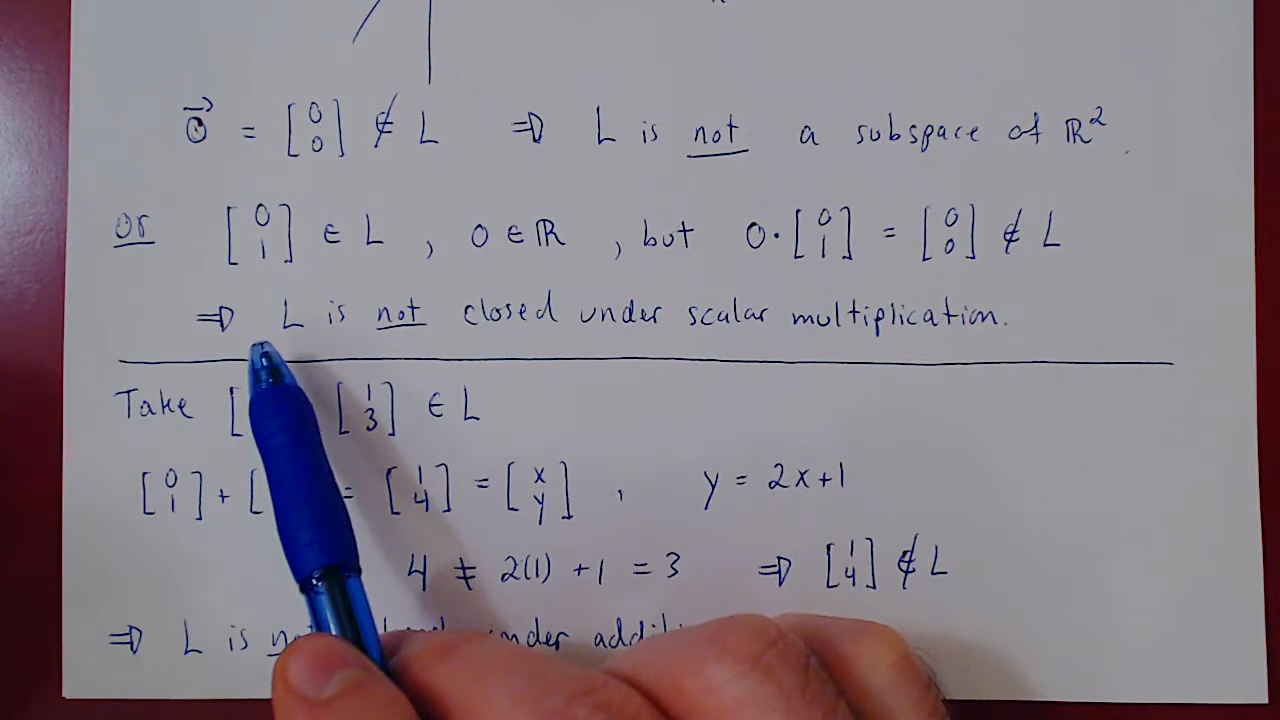 0⃗ = [0 0] ∉ L ⇒ L is not a subspace of ℝ².
or [0 1] ∈ L, 0 ∈ ℝ, but 0·[0 1] = [0 0] ∉ L
⇒ L is not closed under scalar multiplication.
Take [ [1 3] ∈ L
[0 1] + [ = [1 4] = [x y], y = 2x+1
4 ≠ 2(1) + 1 = 3 ⇒ [1 4] ∉ L
⇒ L is under